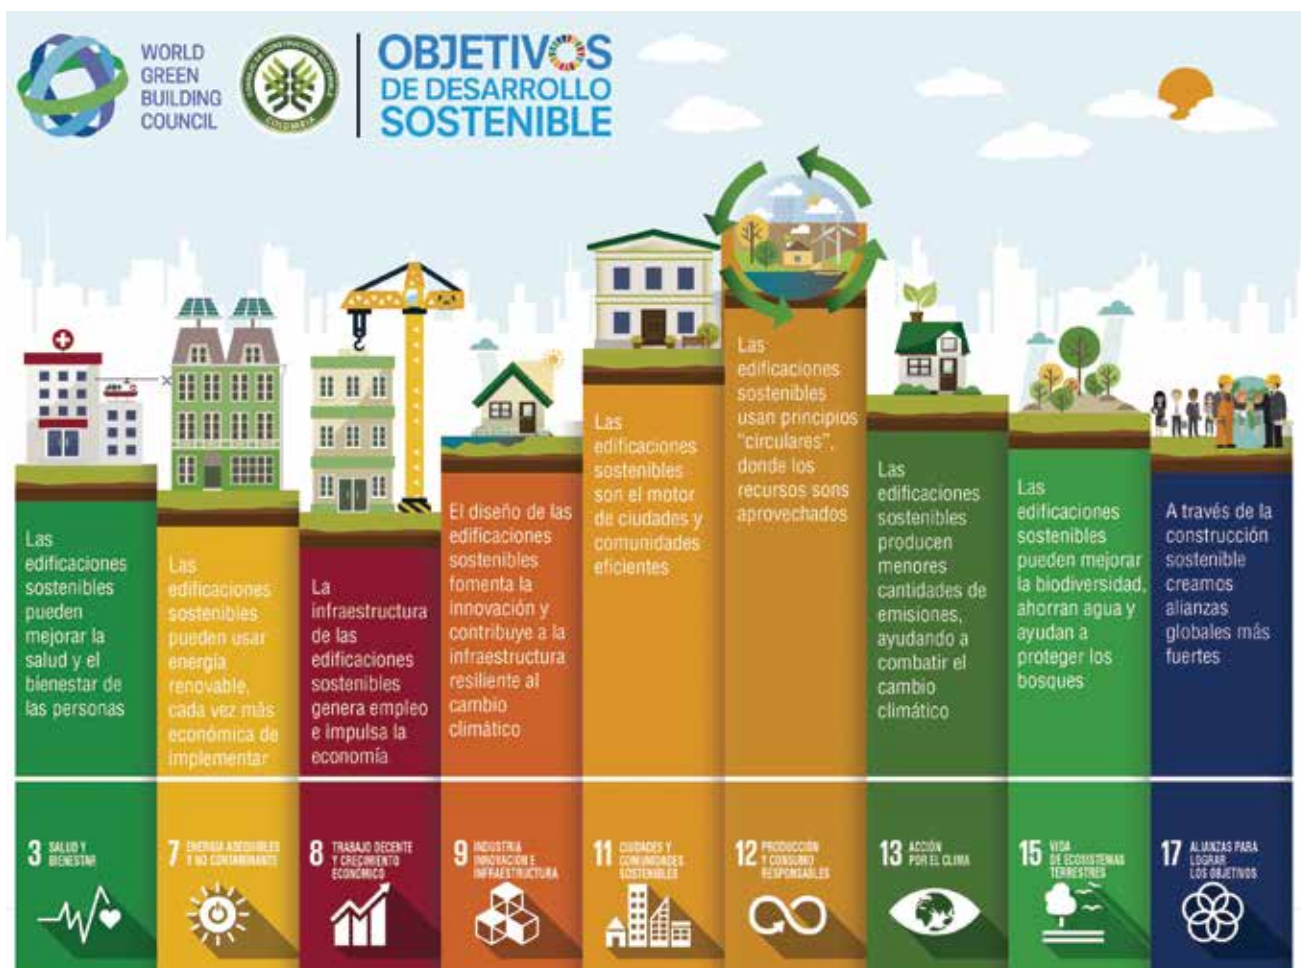 WORLD
GREEN
BUILDING
COUNCIL
CONSEJO DE CONSTRUCCIÓN SOSTENIBLE
COLOMBIA
OBJETIVOS
DE DESARROLLO
SOSTENIBLE
Las
edificaciones
sostenibles
pueden
mejorar la
salud y el
bienestar de
las personas
Las
edificaciones
sostenibles
pueden usar
energía
renovable,
cada vez más
económica de
implementar
La
infraestructura
de las
edificaciones
sostenibles
genera empleo
e impulsa la
economía
El diseño de las
edificaciones
sostenibles
fomenta la
innovación y
contribuye a la
infraestructura
resiliente al
cambio
climático
Las
edificaciones
sostenibles
son el motor
de ciudades y
comunidades
eficientes
Las
edificaciones
sostenibles
usan principios
"circulares",
donde los
recursos sons
aprovechados
Las
edificaciones
sostenibles
producen
menores
cantidades de
emisiones,
ayudando a
combatir el
cambio
climático
Las
edificaciones
sostenibles
pueden mejorar
la biodiversidad,
ahorran agua y
ayudan a
proteger los
bosques
A través de la
construcción
sostenible
creamos
alianzas
globales más
fuertes
3 SALUD Y
BIENESTAR
7 ENERGÍA ASEQUIBLES
Y NO CONTAMINANTE
8 TRABAJO DECENTE
Y CRECIMIENTO
ECONÓMICO
9 INDUSTRIA
INNOVACIÓN E
INFRAESTRUCTURA
11 CIUDADES Y
COMUNIDADES
SOSTENIBLES
12 PRODUCCIÓN
Y CONSUMO
RESPONSABLES
13 ACCIÓN
POR EL CLIMA
15 VIDA
DE ECOSISTEMAS
TERRESTRES
17 ALIANZAS PARA
LOGRAR
LOS OBJETIVOS